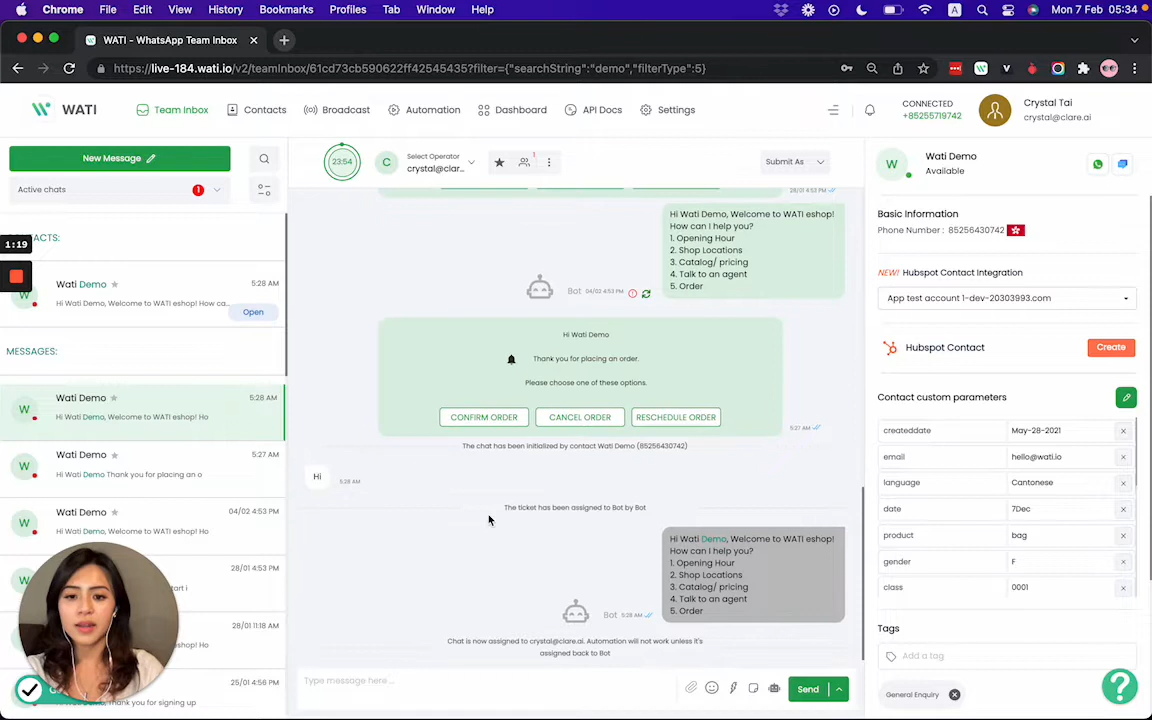 Chrome File Edit View History Bookmarks Profiles Tab Window Help
A
Mon 7 Feb 05:34
WATI - WhatsApp Team Inbox
https://live-184.wati.io/v2/teamInbox/61cd73cb590622ff42545435?filter={"searchString":"demo","filterType":5}
WATI
Team Inbox
Contacts
Broadcast
Automation
Dashboard
API Docs
Settings
CONNECTED
+85255719742
Crystal Tai
crystal@clare.ai
New Message
Active chats
1
1:19
Wati Demo
5:28 AM
Hi Wati Demo, Welcome to WATI eshop! How ca...
Open
MESSAGES:
W
Wati Demo
5:28 AM
Hi Wati Demo, Welcome to WATI eshop! Ho
W
Wati Demo
5:27 AM
Hi Wati Demo Thank you for placing an o
W
Wati Demo
04/02 4:53 PM
Hi Wati Demo, Welcome to WATI eshop! Ho
28/01 4:53 PM
28/01 11:18 AM
25/01 4:56 PM
Thank you for signing up
23:54
C
Select Operator
crystal@clar...
1
Submit As
28/01 4:53 PM
Hi Wati Demo, Welcome to WATI eshop!
How can I help you?
1. Opening Hour
2. Shop Locations
3. Catalog/ pricing
4. Talk to an agent
5. Order
Bot 04/02 4:53 PM
Hi Wati Demo
Thank you for placing an order.
Please choose one of these options.
CONFIRM ORDER
CANCEL ORDER
RESCHEDULE ORDER
5:27 AM
The chat has been initialized by contact Wati Demo (85256430742)
Hi
5:28 AM
The ticket has been assigned to Bot by Bot
Hi Wati Demo, Welcome to WATI eshop!
How can I help you?
1. Opening Hour
2. Shop Locations
3. Catalog/ pricing
4. Talk to an agent
5. Order
Bot 5:28 AM
Chat is now assigned to crystal@clare.ai. Automation will not work unless it's
assigned back to Bot
Type message here ...
Send
W
Wati Demo
Available
Basic Information
Phone Number : 85256430742
NEW! Hubspot Contact Integration
App test account 1-dev-20303993.com
Hubspot Contact
Create
Contact custom parameters
createddate May-28-2021
email hello@wati.io
language Cantonese
date 7Dec
product bag
gender F
class 0001
Tags
Add a tag
General Enquiry
?